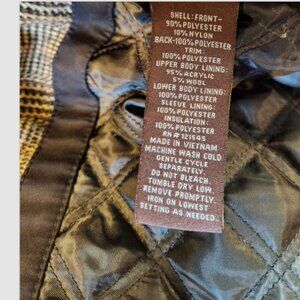 SHELL: FRONT-
90% POLYESTER
10% NYLON
BACK-100% POLYESTER
TRIM:
100% POLYESTER
UPPER BODY LINING:
95% ACRYLIC
5% WOOL
LOWER BODY LINING:
100% POLYESTER
SLEEVE LINING:
100% POLYESTER
INSULATION:
100% POLYESTER
RN# 121545
MADE IN VIETNAM
MACHINE WASH COLD
GENTLE CYCLE
SEPARATELY.
DO NOT BLEACH.
TUMBLE DRY LOW.
REMOVE PROMPTLY.
IRON ON LOWEST
SETTING AS NEEDED.